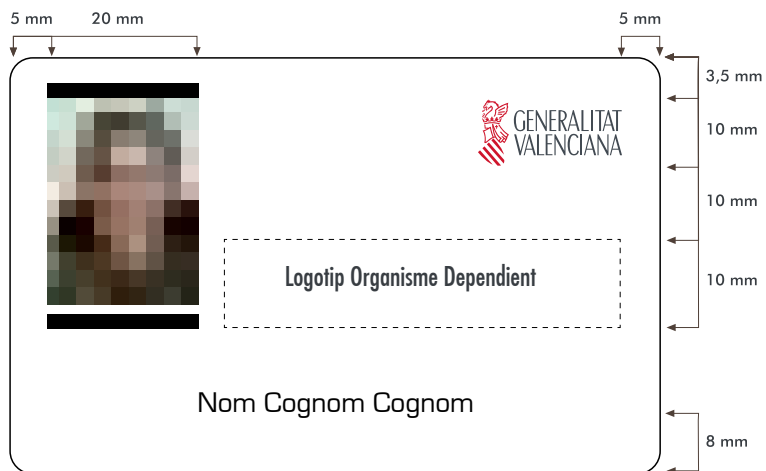 5 mm 20 mm 5 mm
3,5 mm
GENERALITAT
VALENCIANA
10 mm
10 mm
Logotip Organisme Dependient
10 mm
Nom Cognom Cognom
8 mm